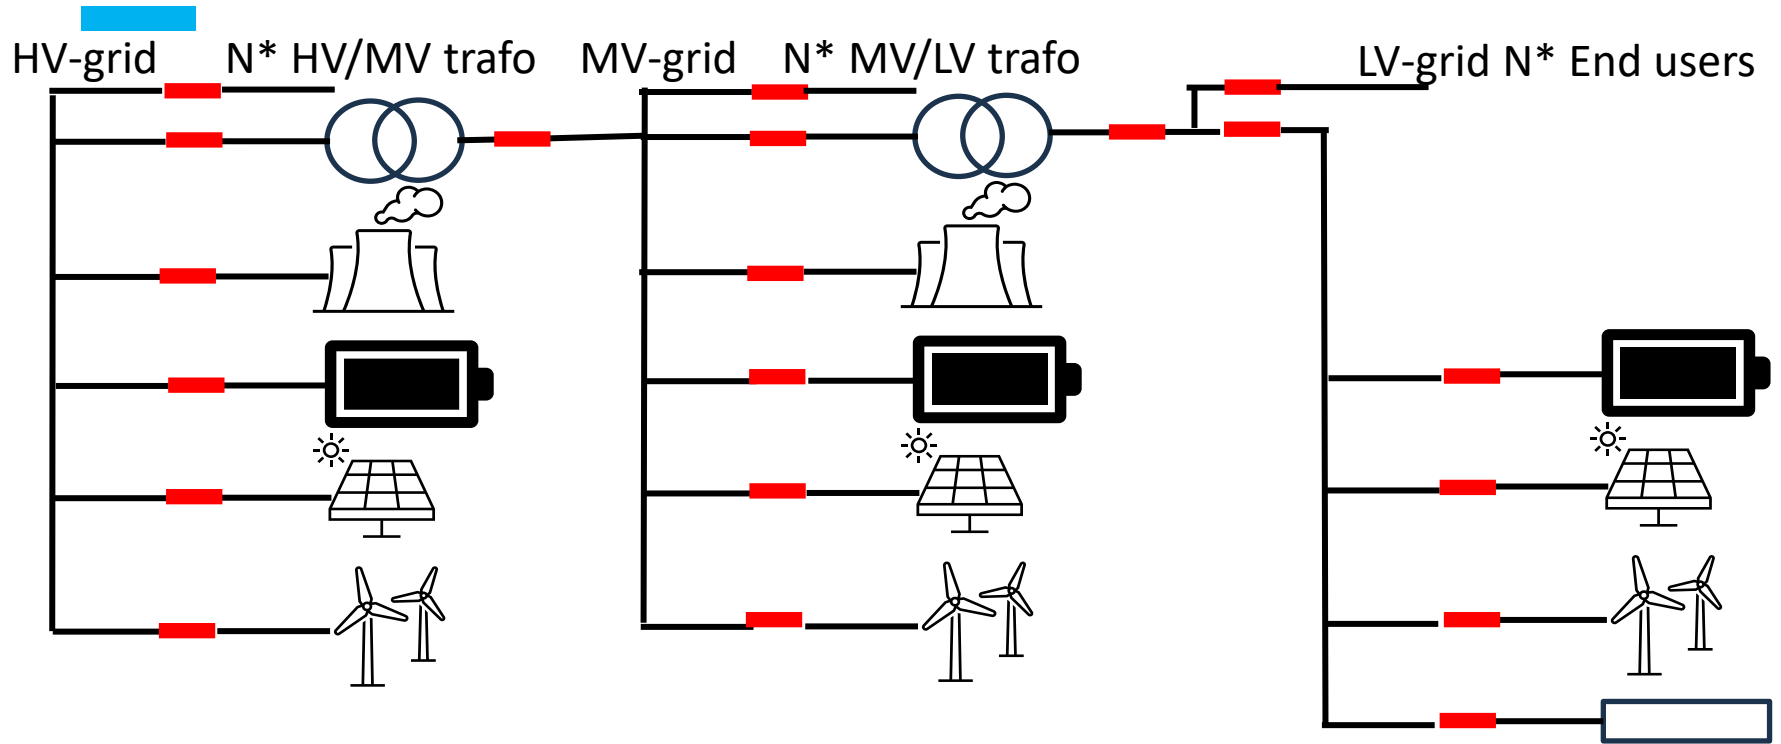 HV-grid N* HV/MV trafo MV-grid N* MV/LV trafo LV-grid N* End users